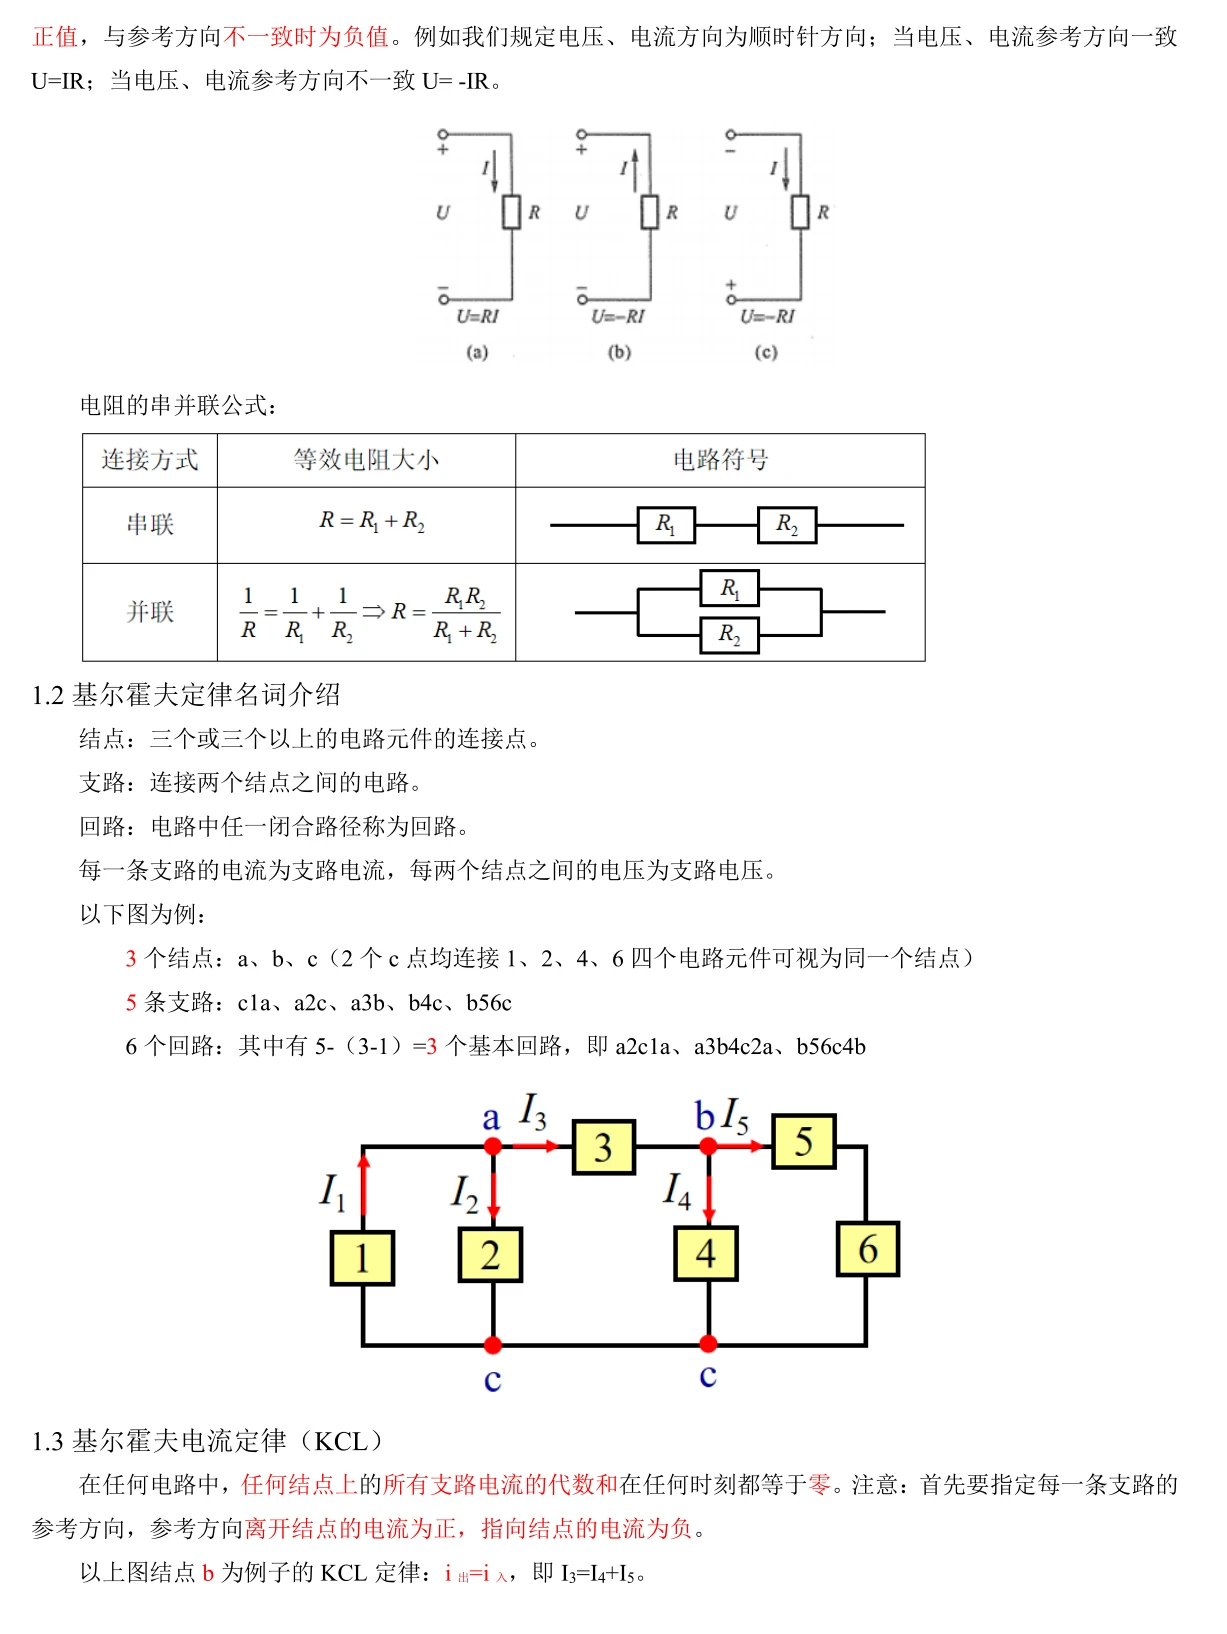 正值，与参考方向不一致时为负值。例如我们规定电压、电流方向为顺时针方向；当电压、电流参考方向一致
U=IR；当电压、电流参考方向不一致 U= -IR。
+ + −
I I I
U R U R U R
− − +
U=RI U=−RI U=−RI
(a) (b) (c)
电阻的串并联公式：
连接方式 等效电阻大小 电路符号
串联 R = R₁ + R₂ R₁ R₂
并联 1/R = 1/R₁ + 1/R₂ ⇒ R = R₁R₂/(R₁ + R₂) R₁ R₂
1.2 基尔霍夫定律名词介绍
结点：三个或三个以上的电路元件的连接点。
支路：连接两个结点之间的电路。
回路：电路中任一闭合路径称为回路。
每一条支路的电流为支路电流，每两个结点之间的电压为支路电压。
以下图为例：
3 个结点：a、b、c（2 个 c 点均连接 1、2、4、6 四个电路元件可视为同一个结点）
5 条支路：c1a、a2c、a3b、b4c、b56c
6 个回路：其中有 5-（3-1）=3 个基本回路，即 a2c1a、a3b4c2a、b56c4b
a I₃ b I₅
3 5
I₁ I₂ I₄
1 2 4 6
c c
1.3 基尔霍夫电流定律（KCL）
在任何电路中，任何结点上的所有支路电流的代数和在任何时刻都等于零。注意：首先要指定每一条支路的
参考方向，参考方向离开结点的电流为正，指向结点的电流为负。
以上图结点 b 为例子的 KCL 定律：i 出=i 入，即 I₃=I₄+I₅。